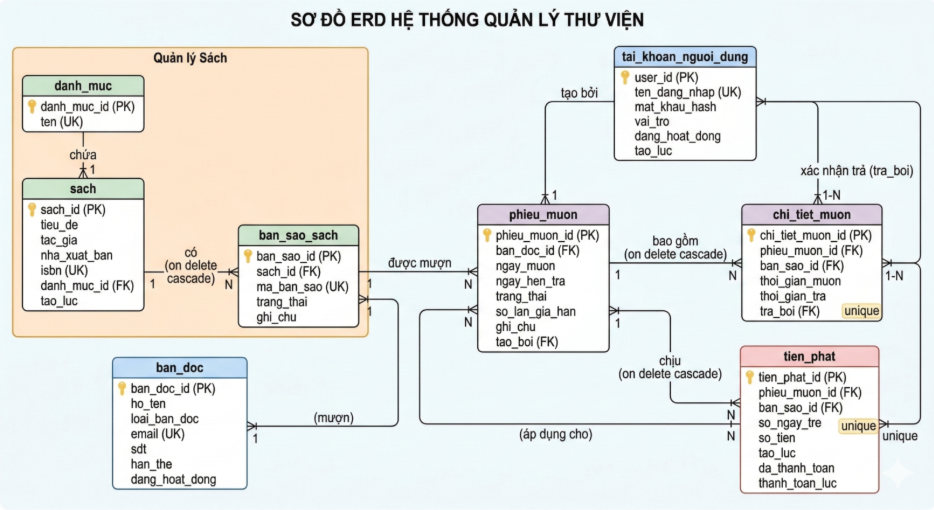 SƠ ĐỒ ERD HỆ THỐNG QUẢN LÝ THƯ VIỆN
Quản lý Sách
danh_muc
danh_muc_id (PK)
ten (UK)
chứa
1
sach
sach_id (PK)
tieu_de
tac_gia
nha_xuat_ban
isbn (UK)
danh_muc_id (FK)
tao_luc
có
(on delete
cascade)
1
N
ban_sao_sach
ban_sao_id (PK)
sach_id (FK)
ma_ban_sao (UK)
trang_thai
ghi_chu
được mượn
1
N
1
ban_doc
ban_doc_id (PK)
ho_ten
loai_ban_doc
email (UK)
sdt
han_the
dang_hoat_dong
1
(mượn)
tai_khoan_nguoi_dung
user_id (PK)
ten_dang_nhap (UK)
mat_khau_hash
vai_tro
dang_hoat_dong
tao_luc
tạo bởi
1
xác nhận trả (tra_boi)
1-N
phieu_muon
phieu_muon_id (PK)
ban_doc_id (FK)
ngay_muon
ngay_hen_tra
trang_thai
so_lan_gia_han
ghi_chu
tao_boi (FK)
bao gồm
(on delete cascade)
1
N
N
1
chi_tiet_muon
chi_tiet_muon_id (PK)
phieu_muon_id (FK)
ban_sao_id (FK)
thoi_gian_muon
thoi_gian_tra
tra_boi (FK)
unique
1-N
chịu
(on delete cascade)
N
(áp dụng cho)
N
tien_phat
tien_phat_id (PK)
phieu_muon_id (FK)
ban_sao_id (FK)
so_ngay_tre
so_tien
tao_luc
da_thanh_toan
thanh_toan_luc
unique
unique